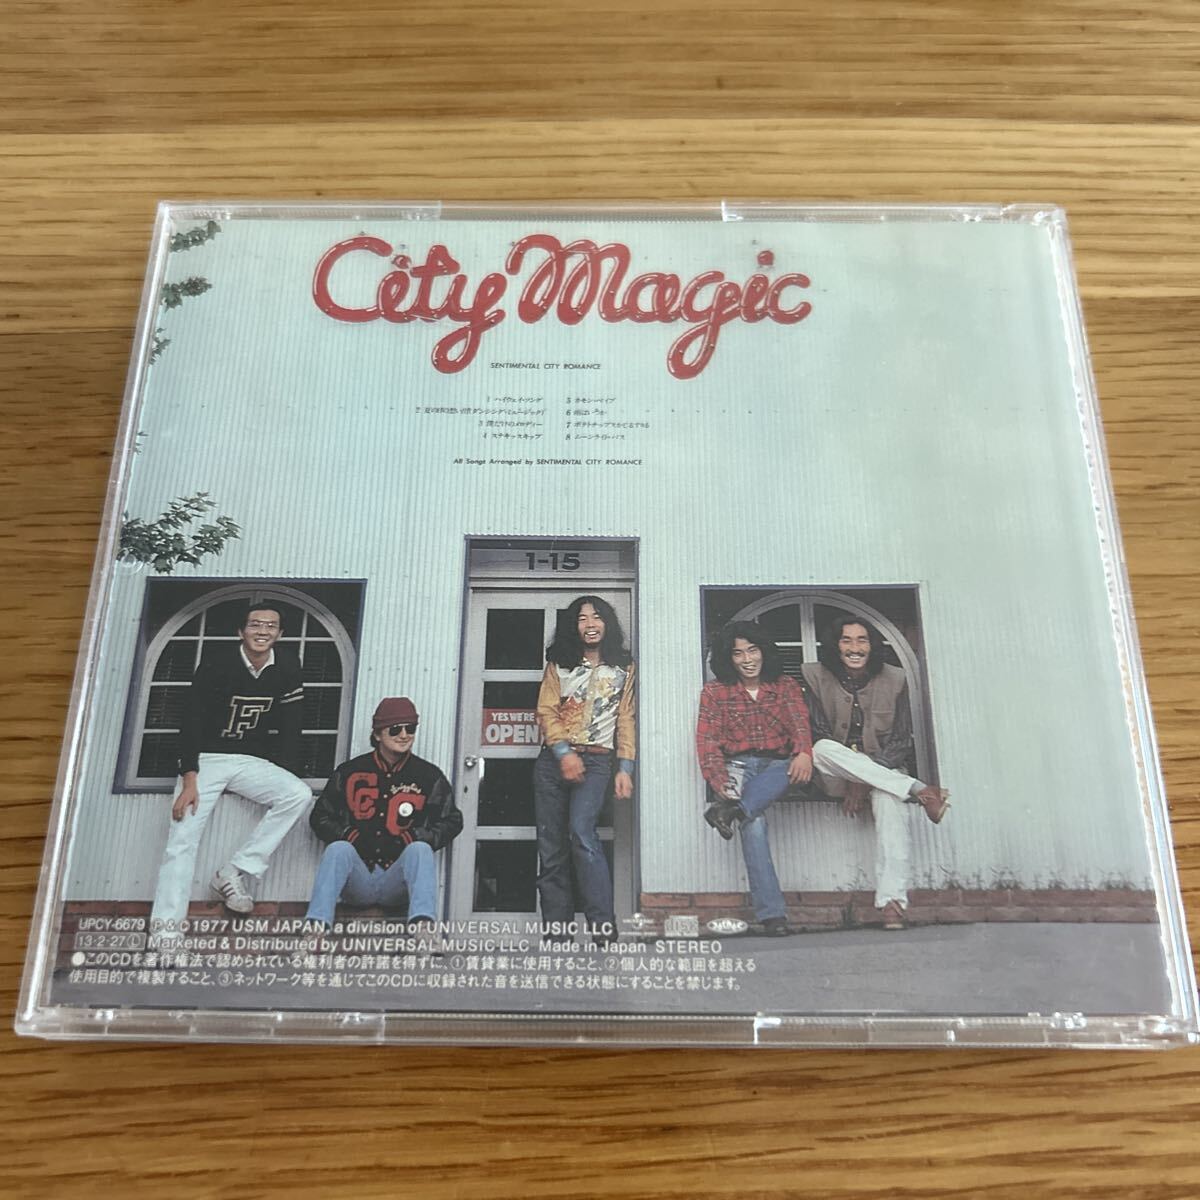 City Magic
SENTIMENTAL CITY ROMANCE
1 ハイウェイ・ソング
2 夏の日の想い出(ダンシング・ミュージック)
3 僕だけのメロディー
4 ステキッスキップ
5 カモン・ベイブ
6 雨はいつか
7 ポテトチップスかじるTVる
8 ムーンライト・バス
All Songs Arranged by SENTIMENTAL CITY ROMANCE
1-15
YES WE'RE
OPEN
F
Grizzlies
CC
C
UPCY-6679 Ⓟ & © 1977 USM JAPAN, a division of UNIVERSAL MUSIC LLC
13・2・27 Ⓛ Marketed & Distributed by UNIVERSAL MUSIC LLC Made in Japan STEREO
●このCDを著作権法で認められている権利者の許諾を得ずに、①賃貸業に使用すること、②個人的な範囲を超える
使用目的で複製すること、③ネットワーク等を通じてこのCDに収録された音を送信できる状態にすることを禁じます。